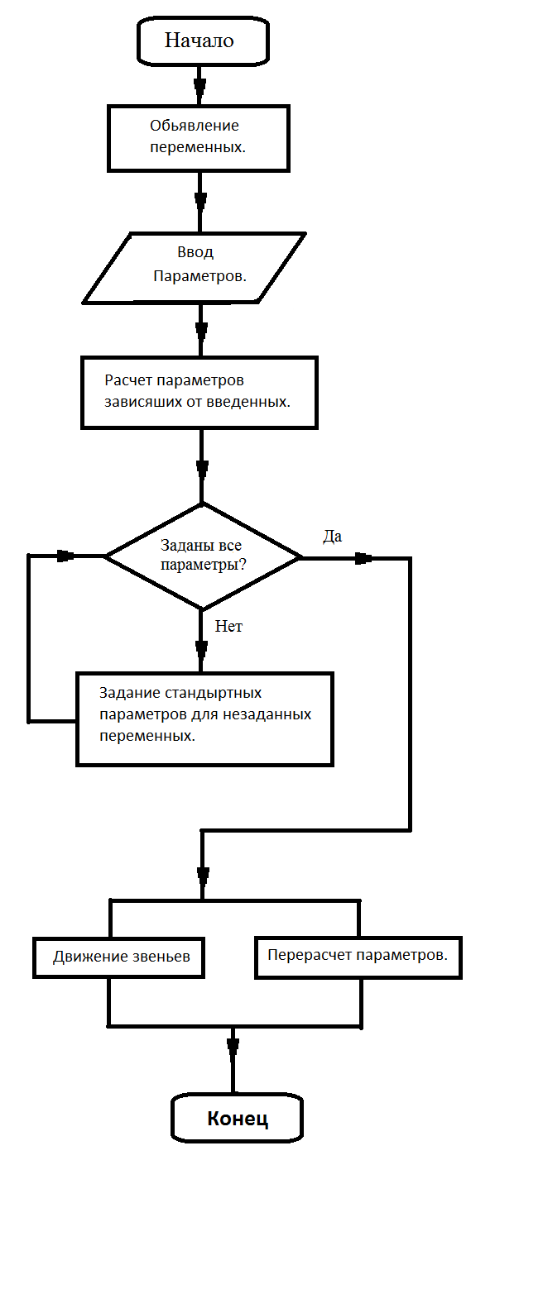 Начало
Обьявление
переменных.
Ввод
Параметров.
Расчет параметров
зависяших от введенных.
Заданы все
параметры?
Да
Нет
Задание стандыртных
параметров для незаданных
переменных.
Движение звеньев
Перерасчет параметров.
Конец